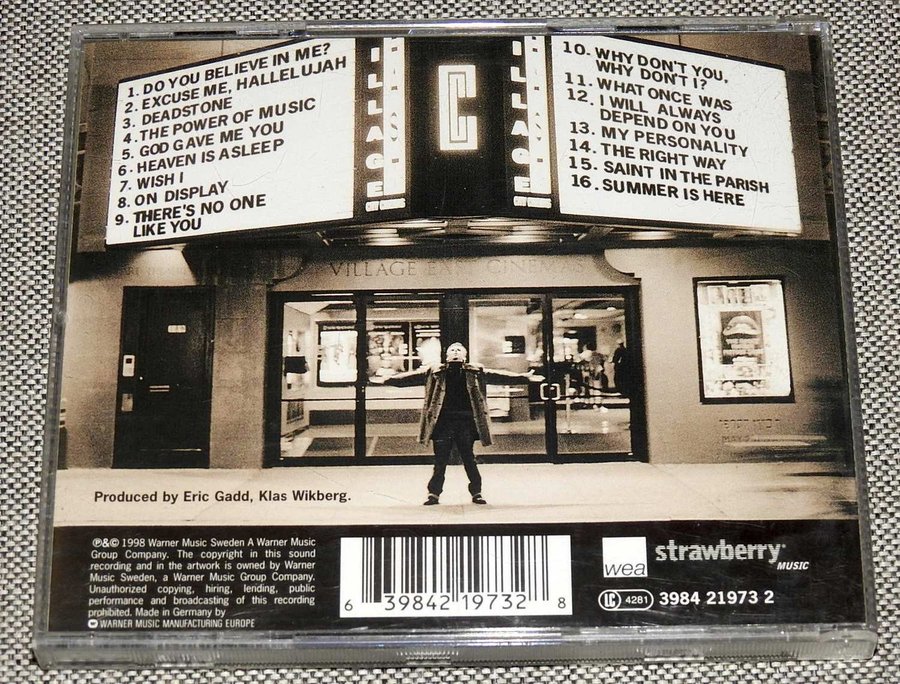 1. DO YOU BELIEVE IN ME?
2. EXCUSE ME, HALLELUJAH
3. DEADSTONE
4. THE POWER OF MUSIC
5. GOD GAVE ME YOU
6. HEAVEN IS ASLEEP
7. WISH I
8. ON DISPLAY
9. THERE'S NO ONE
LIKE YOU
ILLAGE
C
ILLAGE
10. WHY DON'T YOU,
WHY DON'T I?
11. WHAT ONCE WAS
12. I WILL ALWAYS
DEPEND ON YOU
13. MY PERSONALITY
14. THE RIGHT WAY
15. SAINT IN THE PARISH
16. SUMMER IS HERE
VILLAGE EAST CINEMAS
Produced by Eric Gadd, Klas Wikberg.
℗&© 1998 Warner Music Sweden A Warner Music
Group Company. The copyright in this sound
recording and in the artwork is owned by Warner
Music Sweden, a Warner Music Group Company.
Unauthorized copying, hiring, lending, public
performance and broadcasting of this recording
prphibited. Made in Germany by
WARNER MUSIC MANUFACTURING EUROPE
6 39842 19732 8
wea
strawberry
MUSIC
LC 4281 3984 21973 2